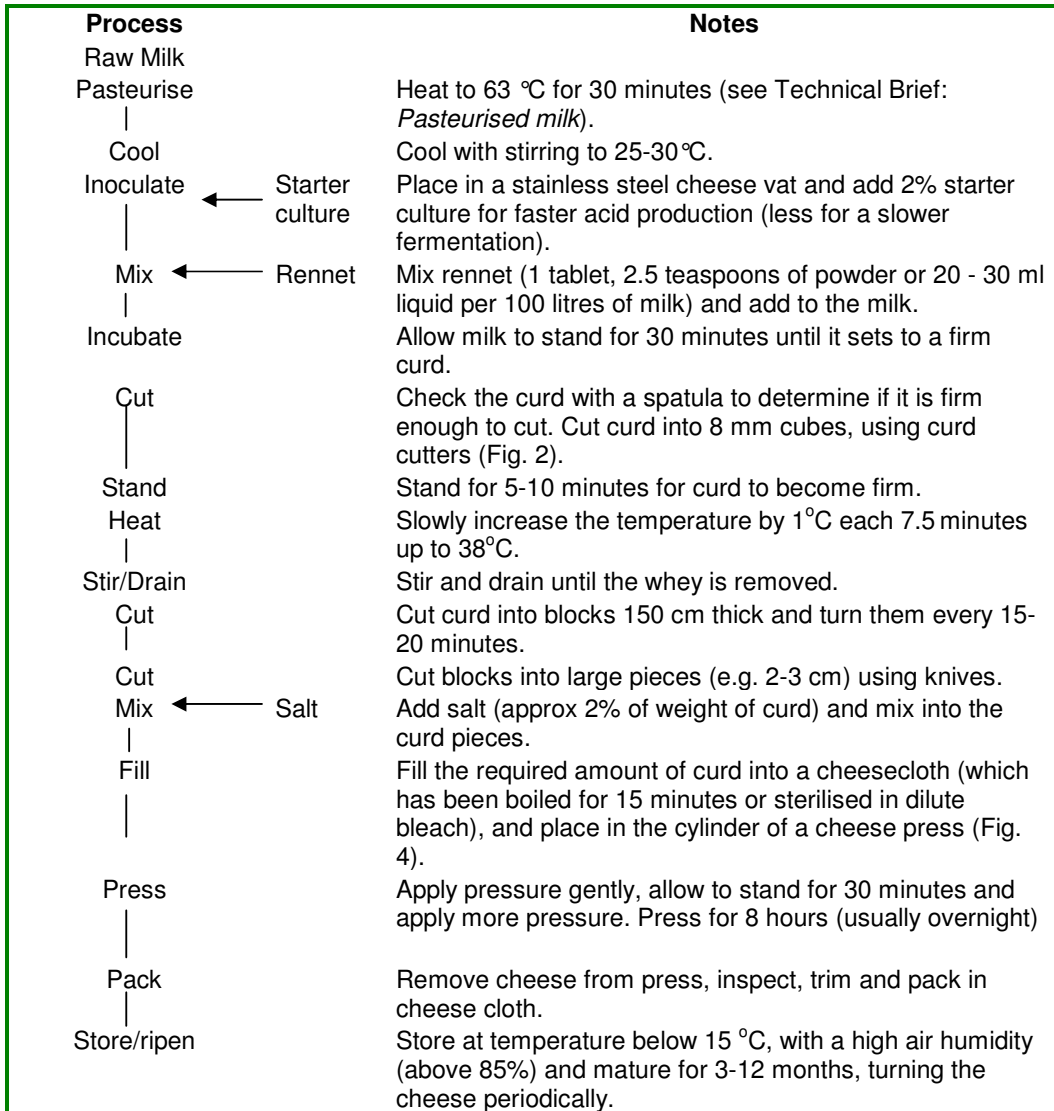 Process Notes
Raw Milk
Pasteurise Heat to 63 °C for 30 minutes (see Technical Brief:
Pasteurised milk).
Cool Cool with stirring to 25-30°C.
Inoculate Starter Place in a stainless steel cheese vat and add 2% starter
culture culture for faster acid production (less for a slower
fermentation).
Mix Rennet Mix rennet (1 tablet, 2.5 teaspoons of powder or 20 - 30 ml
liquid per 100 litres of milk) and add to the milk.
Incubate Allow milk to stand for 30 minutes until it sets to a firm
curd.
Cut Check the curd with a spatula to determine if it is firm
enough to cut. Cut curd into 8 mm cubes, using curd
cutters (Fig. 2).
Stand Stand for 5-10 minutes for curd to become firm.
Heat Slowly increase the temperature by 1°C each 7.5 minutes
up to 38°C.
Stir/Drain Stir and drain until the whey is removed.
Cut Cut curd into blocks 150 cm thick and turn them every 15-
20 minutes.
Cut Cut blocks into large pieces (e.g. 2-3 cm) using knives.
Mix Salt Add salt (approx 2% of weight of curd) and mix into the
curd pieces.
Fill Fill the required amount of curd into a cheesecloth (which
has been boiled for 15 minutes or sterilised in dilute
bleach), and place in the cylinder of a cheese press (Fig.
4).
Press Apply pressure gently, allow to stand for 30 minutes and
apply more pressure. Press for 8 hours (usually overnight)
Pack Remove cheese from press, inspect, trim and pack in
cheese cloth.
Store/ripen Store at temperature below 15 °C, with a high air humidity
(above 85%) and mature for 3-12 months, turning the
cheese periodically.